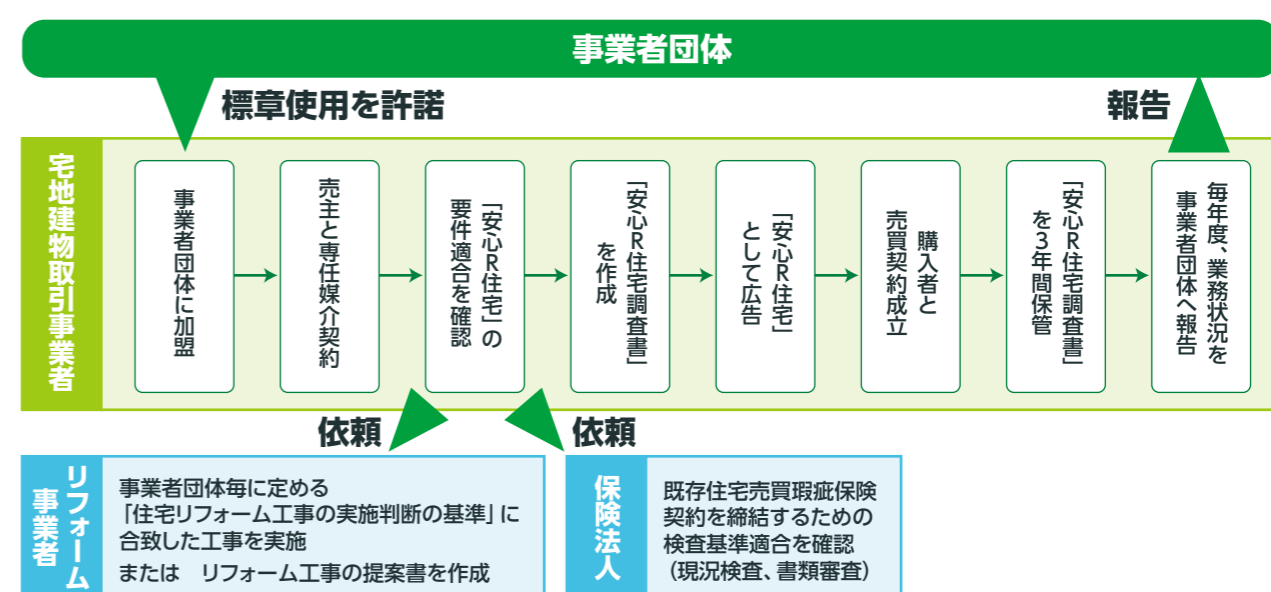 事業者団体
標章使用を許諾
報告
宅地建物取引事業者
事業者団体に加盟
売主と専任媒介契約
「安心R住宅」の
要件適合を確認
「安心R住宅調査書」
を作成
「安心R住宅」
として広告
購入者と
売買契約成立
「安心R住宅調査書」
を3年間保管
毎年度、業務状況を
事業者団体へ報告
依頼
依頼
リフォーム
事業者
事業者団体毎に定める
「住宅リフォーム工事の実施判断の基準」に
合致した工事を実施
または　リフォーム工事の提案書を作成
保険法人
既存住宅売買瑕疵保険
契約を締結するための
検査基準適合を確認
（現況検査、書類審査）